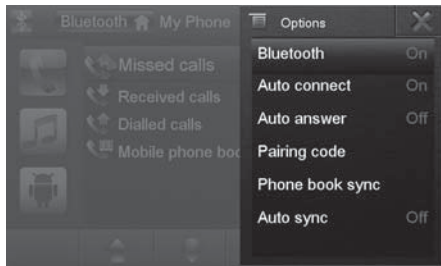 Bluetooth My Phone
Missed calls
Received calls
Dialled calls
Mobile phone boo
Options
Bluetooth On
Auto connect On
Auto answer Off
Pairing code
Phone book sync
Auto sync Off